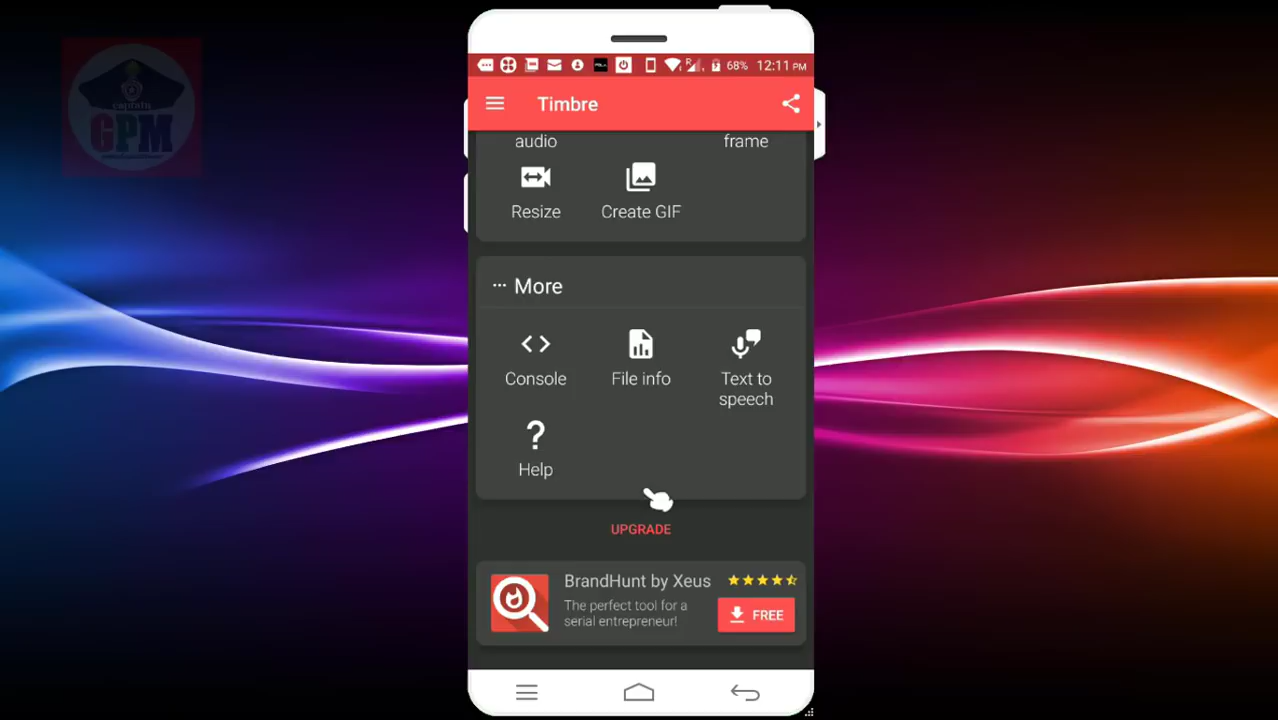 captain
GPM
68% 12:11 PM
Timbre
audio frame
Resize Create GIF
··· More
Console File info Text to
speech
Help
UPGRADE
BrandHunt by Xeus
The perfect tool for a
serial entrepreneur!
FREE